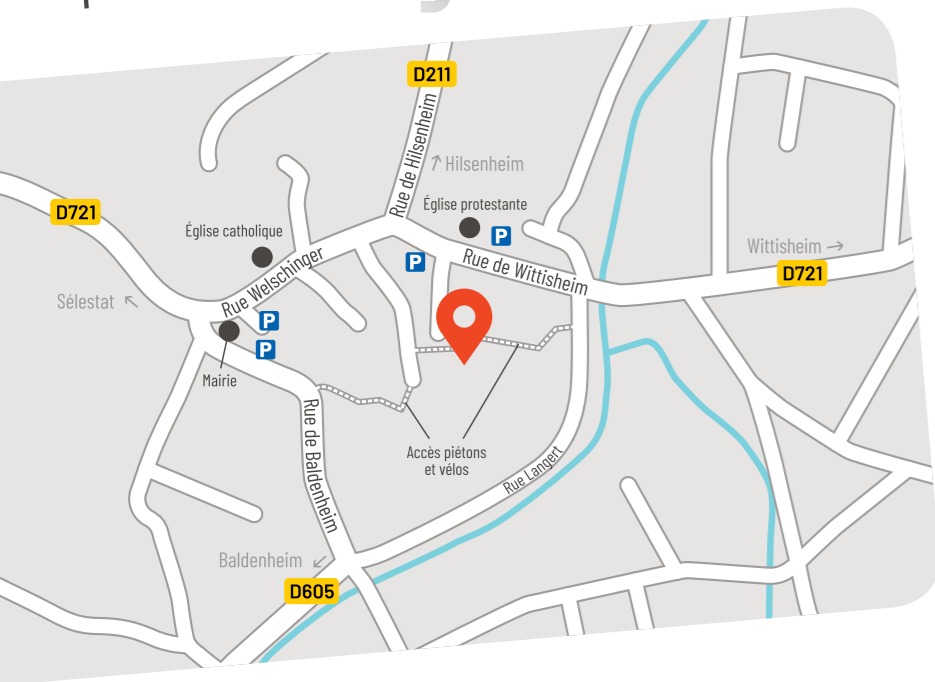 D211
Rue de Hilsenheim
Hilsenheim
Église protestante
P
D721
Église catholique
P
Rue de Wittisheim
Wittisheim
D721
Sélestat
Rue Welschinger
P
P
Mairie
Rue de Baldenheim
Accès piétons
et vélos
Rue Langert
Baldenheim
D605